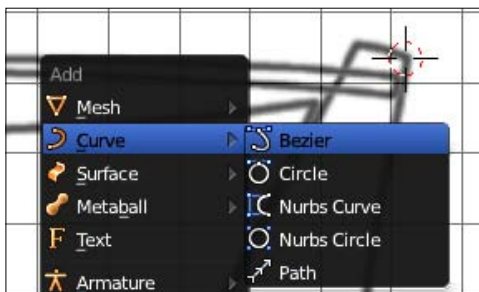 Add
Mesh
Curve
Surface
Metaball
Text
Armature
Bezier
Circle
Nurbs Curve
Nurbs Circle
Path